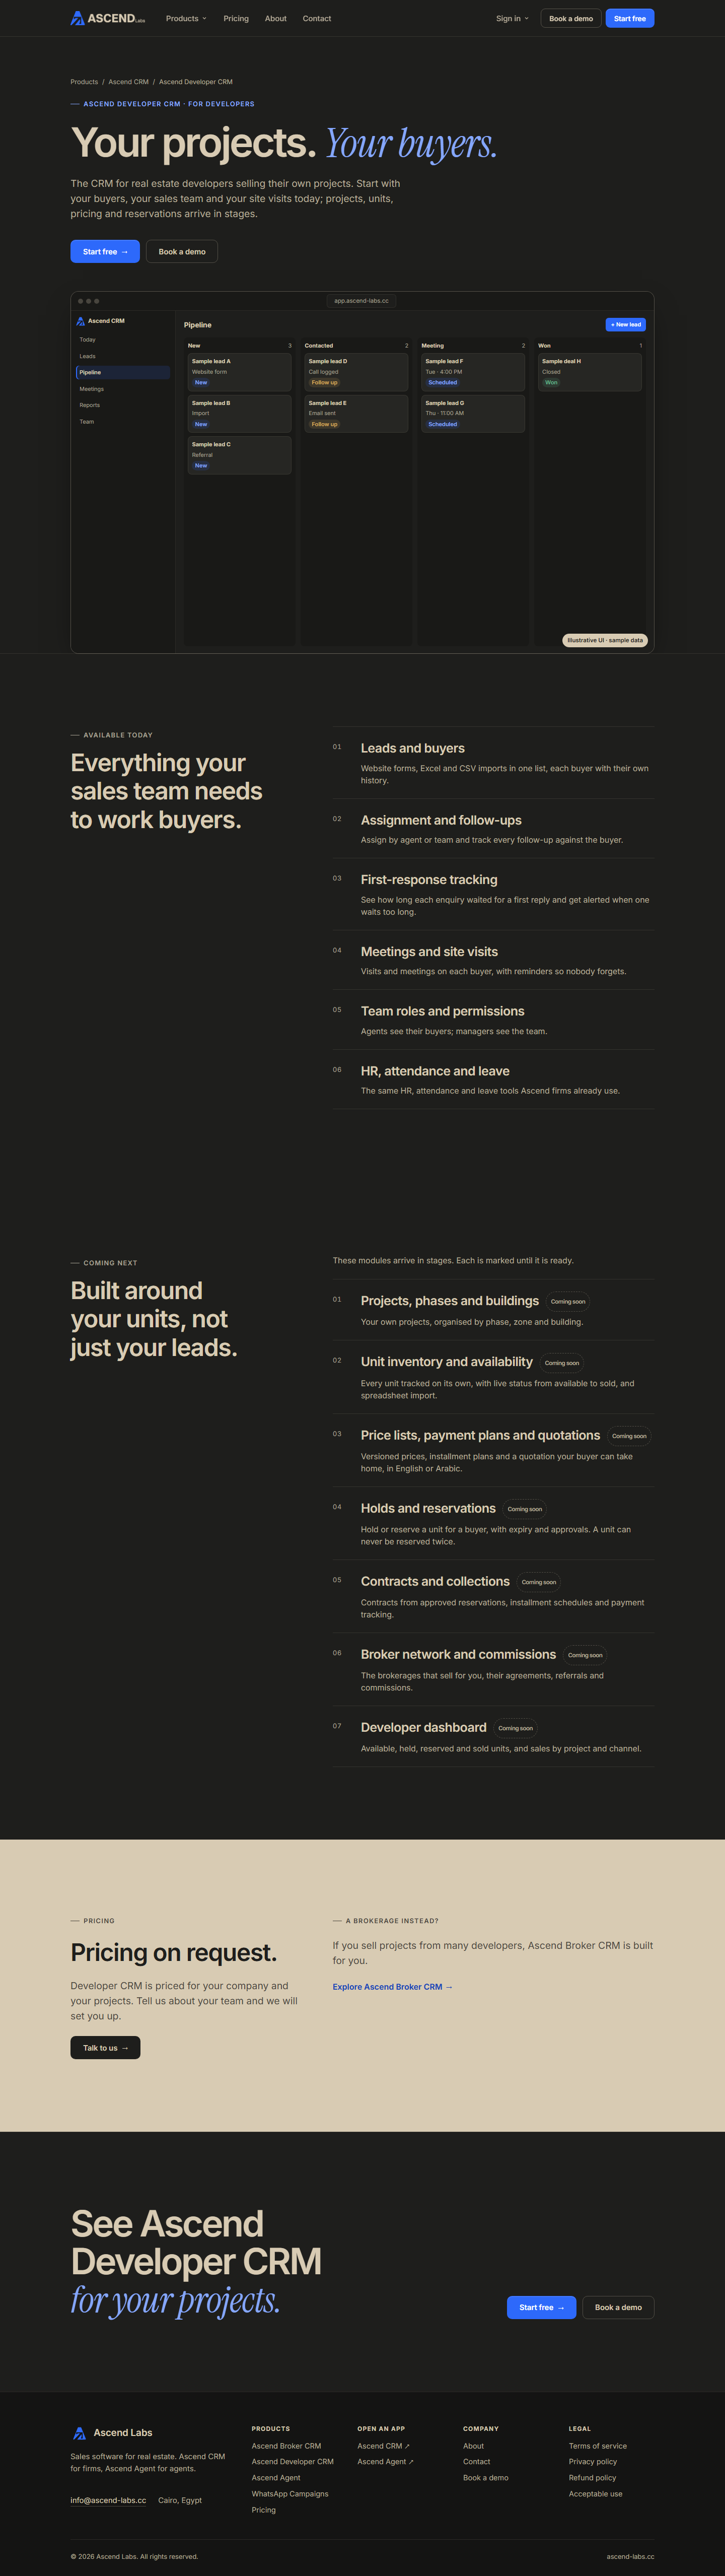 ASCEND Labs
Products
Pricing
About
Contact
Sign in
Book a demo
Start free
Products / Ascend CRM / Ascend Developer CRM
ASCEND DEVELOPER CRM · FOR DEVELOPERS
Your projects. Your buyers.
The CRM for real estate developers selling their own projects. Start with
your buyers, your sales team and your site visits today; projects, units,
pricing and reservations arrive in stages.
Start free →
Book a demo
app.ascend-labs.cc
Ascend CRM
Today
Leads
Pipeline
Meetings
Reports
Team
Pipeline
+ New lead
New 3
Sample lead A
Website form
New
Sample lead B
Import
New
Sample lead C
Referral
New
Contacted 2
Sample lead D
Call logged
Follow up
Sample lead E
Email sent
Follow up
Meeting 2
Sample lead F
Tue · 4:00 PM
Scheduled
Sample lead G
Thu · 11:00 AM
Scheduled
Won 1
Sample deal H
Closed
Won
Illustrative UI · sample data
AVAILABLE TODAY
Everything your
sales team needs
to work buyers.
01 Leads and buyers
Website forms, Excel and CSV imports in one list, each buyer with their own
history.
02 Assignment and follow-ups
Assign by agent or team and track every follow-up against the buyer.
03 First-response tracking
See how long each enquiry waited for a first reply and get alerted when one
waits too long.
04 Meetings and site visits
Visits and meetings on each buyer, with reminders so nobody forgets.
05 Team roles and permissions
Agents see their buyers; managers see the team.
06 HR, attendance and leave
The same HR, attendance and leave tools Ascend firms already use.
COMING NEXT
Built around
your units, not
just your leads.
These modules arrive in stages. Each is marked until it is ready.
01 Projects, phases and buildings Coming soon
Your own projects, organised by phase, zone and building.
02 Unit inventory and availability Coming soon
Every unit tracked on its own, with live status from available to sold, and
spreadsheet import.
03 Price lists, payment plans and quotations Coming soon
Versioned prices, installment plans and a quotation your buyer can take
home, in English or Arabic.
04 Holds and reservations Coming soon
Hold or reserve a unit for a buyer, with expiry and approvals. A unit can
never be reserved twice.
05 Contracts and collections Coming soon
Contracts from approved reservations, installment schedules and payment
tracking.
06 Broker network and commissions Coming soon
The brokerages that sell for you, their agreements, referrals and
commissions.
07 Developer dashboard Coming soon
Available, held, reserved and sold units, and sales by project and channel.
PRICING
Pricing on request.
Developer CRM is priced for your company and
your projects. Tell us about your team and we will
set you up.
Talk to us →
A BROKERAGE INSTEAD?
If you sell projects from many developers, Ascend Broker CRM is built
for you.
Explore Ascend Broker CRM →
See Ascend
Developer CRM
for your projects.
Start free →
Book a demo
Ascend Labs
Sales software for real estate. Ascend CRM
for firms, Ascend Agent for agents.
info@ascend-labs.cc
Cairo, Egypt
PRODUCTS
Ascend Broker CRM
Ascend Developer CRM
Ascend Agent
WhatsApp Campaigns
Pricing
OPEN AN APP
Ascend CRM ↗
Ascend Agent ↗
COMPANY
About
Contact
Book a demo
LEGAL
Terms of service
Privacy policy
Refund policy
Acceptable use
© 2026 Ascend Labs. All rights reserved.
ascend-labs.cc